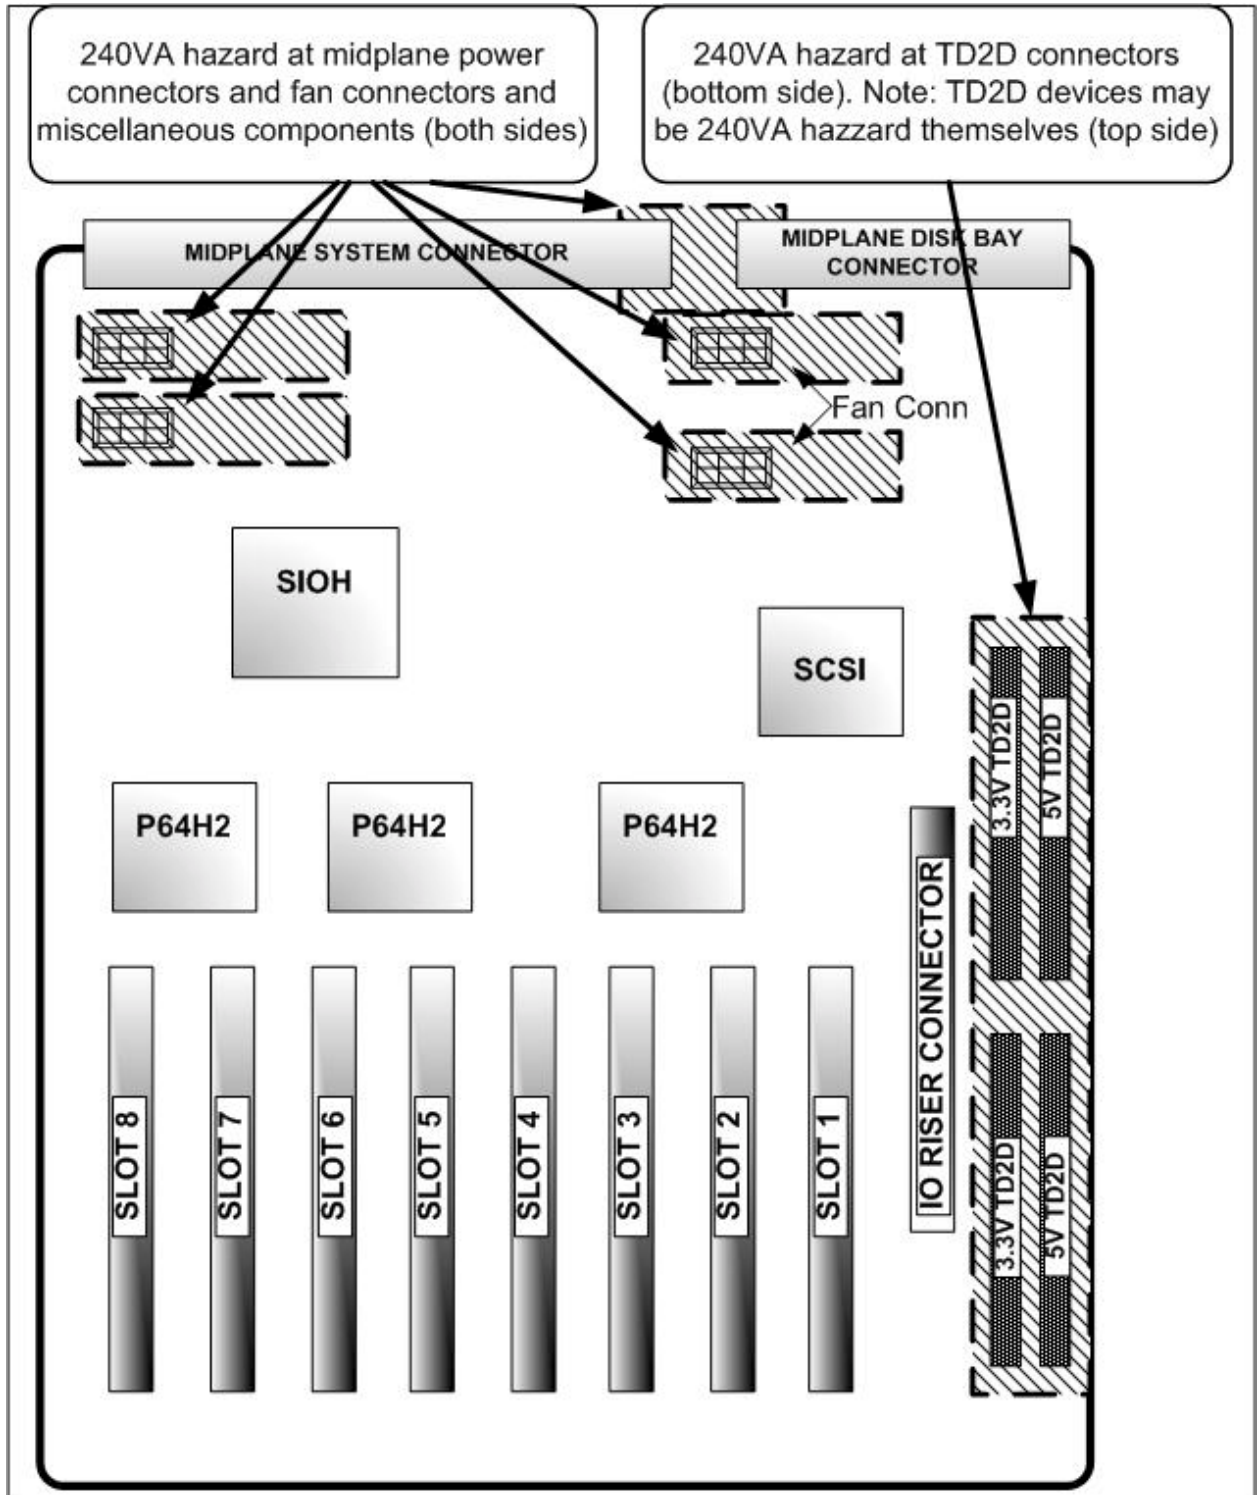 240VA hazard at midplane power
connectors and fan connectors and
miscellaneous components (both sides)
240VA hazard at TD2D connectors
(bottom side). Note: TD2D devices may
be 240VA hazzard themselves (top side)
MIDPLANE SYSTEM CONNECTOR
MIDPLANE DISK BAY
CONNECTOR
Fan Conn
SIOH
SCSI
3.3V TD2D
5V TD2D
P64H2
P64H2
P64H2
IO RISER CONNECTOR
SLOT 8
SLOT 7
SLOT 6
SLOT 5
SLOT 4
SLOT 3
SLOT 2
SLOT 1
3.3V TD2D
5V TD2D